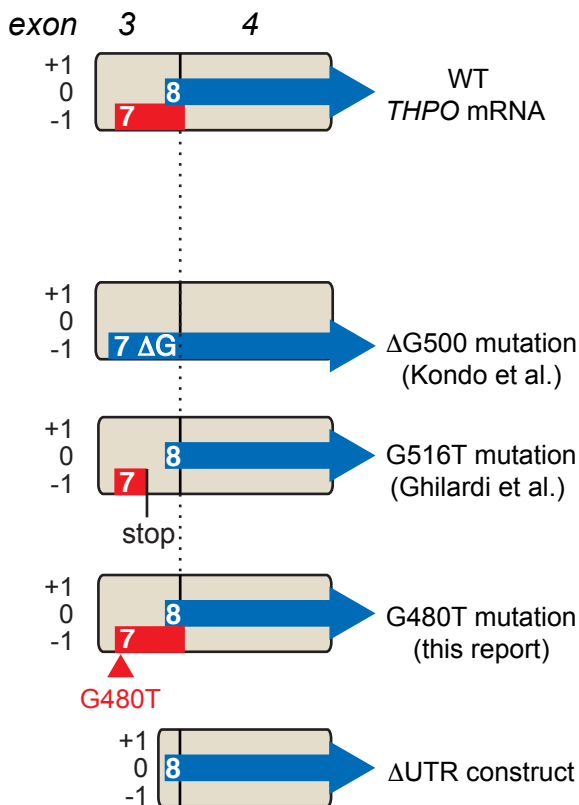 exon 3 4
+1
0
-1
8
7
WT
THPO mRNA
+1
0
-1
7 ΔG
ΔG500 mutation
(Kondo et al.)
+1
0
-1
8
7
stop
G516T mutation
(Ghilardi et al.)
+1
0
-1
8
7
G480T
G480T mutation
(this report)
+1
0
-1
8
ΔUTR construct